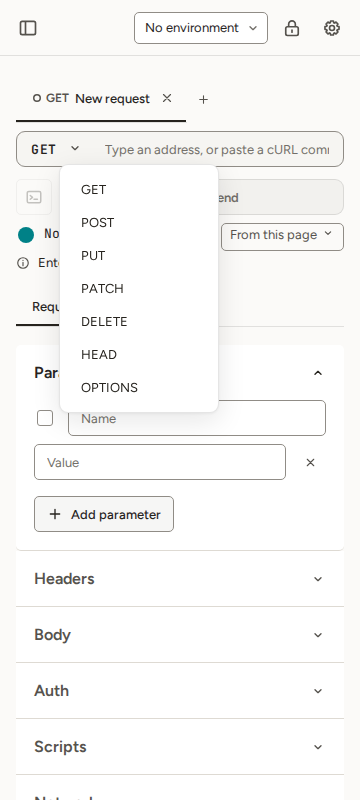 No environment
GET New request
GET Type an address, or paste a cURL
GET
end
POST
No
From this page
PUT
PATCH
DELETE
HEAD
OPTIONS
Name
Value
Add parameter
Headers
Body
Auth
Scripts